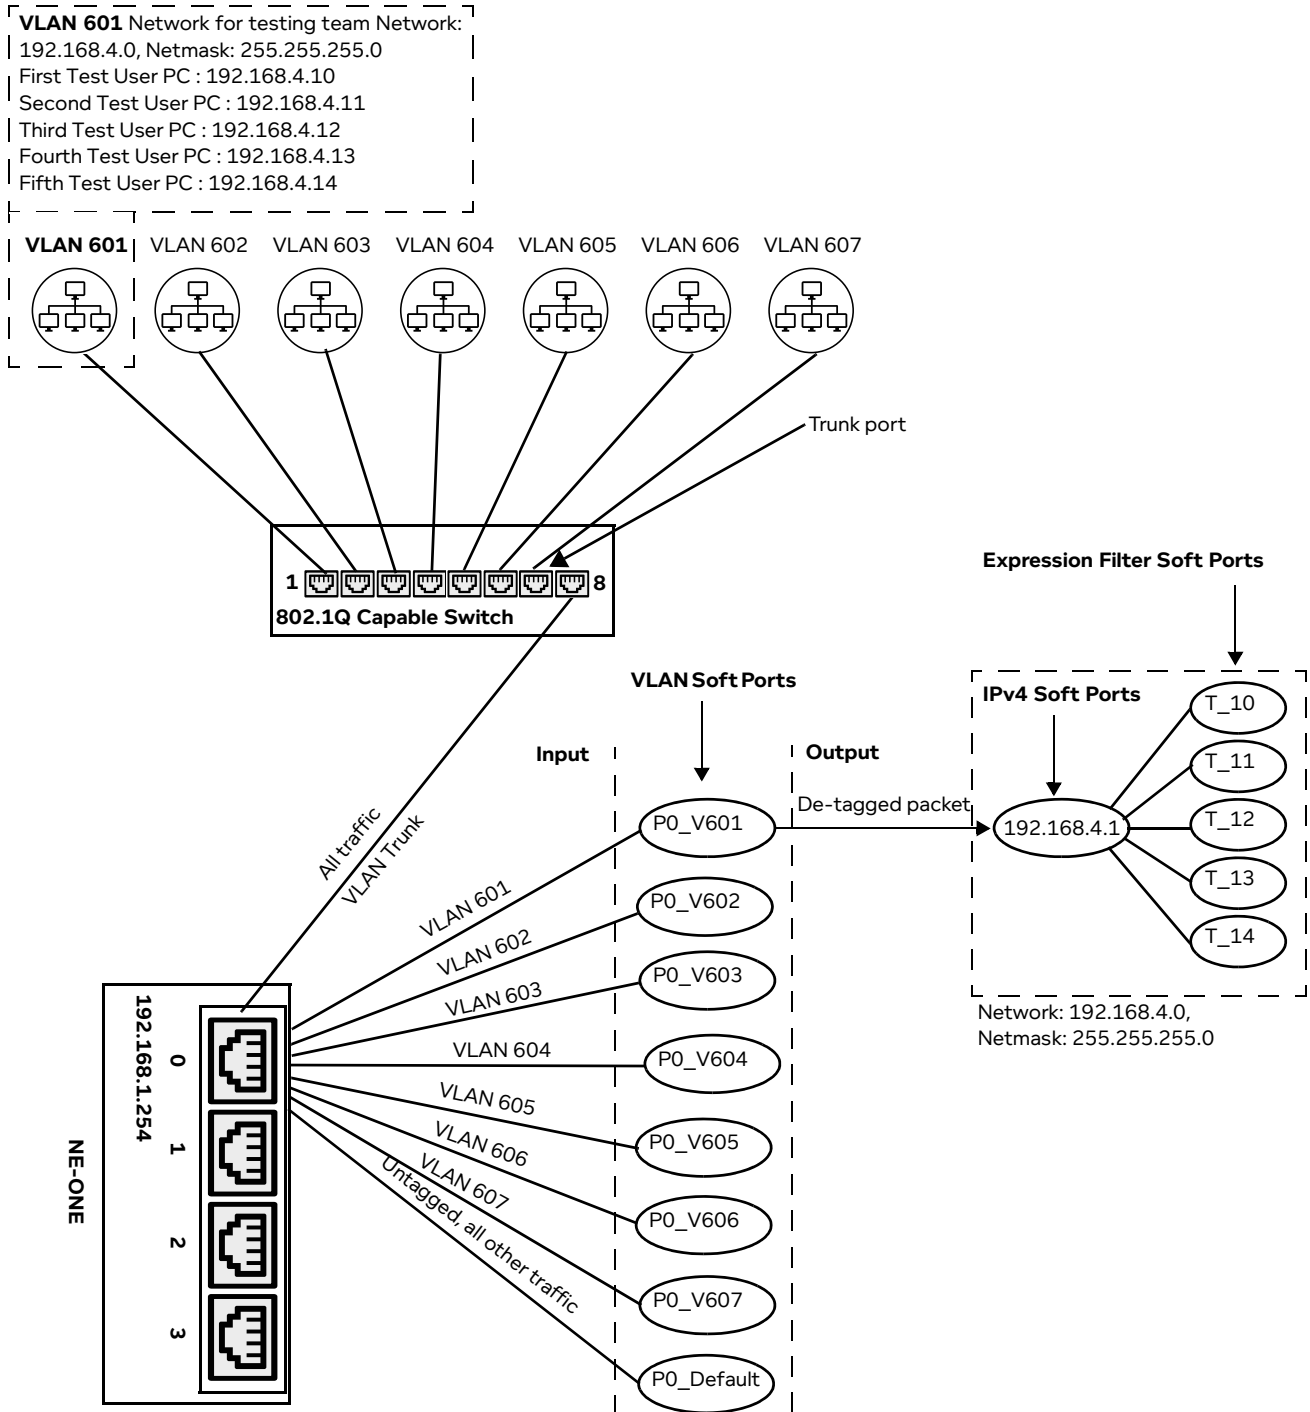 VLAN 601 Network for testing team Network:
192.168.4.0, Netmask: 255.255.255.0
First Test User PC : 192.168.4.10
Second Test User PC : 192.168.4.11
Third Test User PC : 192.168.4.12
Fourth Test User PC : 192.168.4.13
Fifth Test User PC : 192.168.4.14
VLAN 601 VLAN 602 VLAN 603 VLAN 604 VLAN 605 VLAN 606 VLAN 607
Trunk port
1 8
802.1Q Capable Switch
Expression Filter Soft Ports
VLAN Soft Ports
IPv4 Soft Ports
Input
Output
De-tagged packet
192.168.4.1
T_10
T_11
T_12
T_13
T_14
Network: 192.168.4.0,
Netmask: 255.255.255.0
All traffic
VLAN Trunk
VLAN 601
VLAN 602
VLAN 603
VLAN 604
VLAN 605
VLAN 606
VLAN 607
Untagged, all other traffic
P0_V601
P0_V602
P0_V603
P0_V604
P0_V605
P0_V606
P0_V607
P0_Default
NE-ONE
192.168.1.254
0
1
2
3